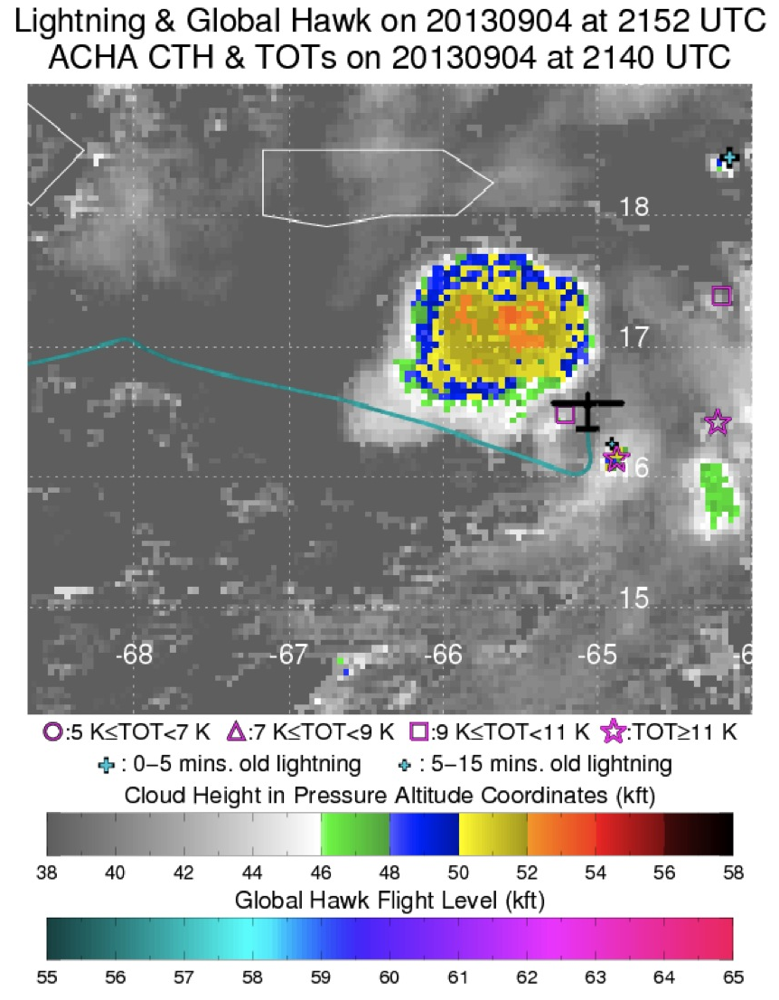 Lightning & Global Hawk on 20130904 at 2152 UTC
ACHA CTH & TOTs on 20130904 at 2140 UTC
18
17
16
15
-68 -67 -66 -65 -6
○:5 K≤TOT<7 K △:7 K≤TOT<9 K □:9 K≤TOT<11 K ☆:TOT≥11 K
+ : 0−5 mins. old lightning + : 5−15 mins. old lightning
Cloud Height in Pressure Altitude Coordinates (kft)
38 40 42 44 46 48 50 52 54 56 58
Global Hawk Flight Level (kft)
55 56 57 58 59 60 61 62 63 64 65